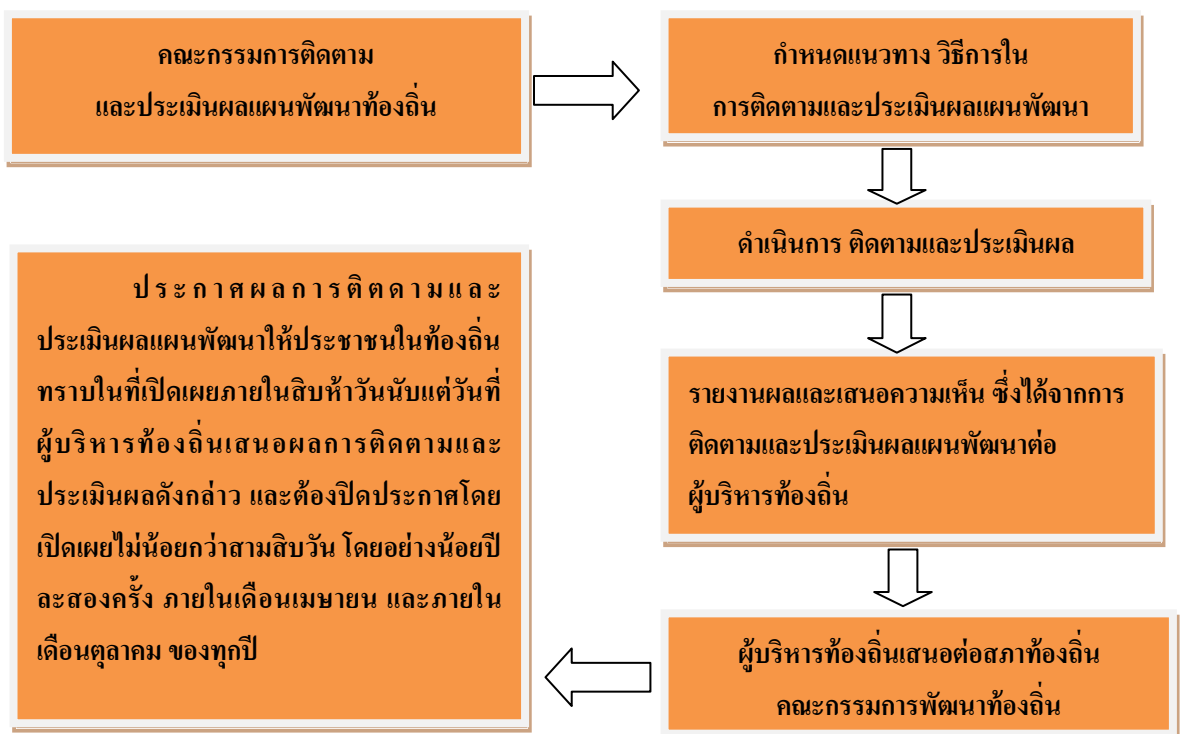 คณะกรรมการติดตาม
และประเมินผลแผนพัฒนาท้องถิ่น
กำหนดแนวทาง วิธีการใน
การติดตามและประเมินผลแผนพัฒนา
ดำเนินการ ติดตามและประเมินผล
รายงานผลและเสนอความเห็น ซึ่งได้จากการ
ติดตามและประเมินผลแผนพัฒนาต่อ
ผู้บริหารท้องถิ่น
ผู้บริหารท้องถิ่นเสนอต่อสภาท้องถิ่น
คณะกรรมการพัฒนาท้องถิ่น
ประกาศผลการติตดามและ
ประเมินผลแผนพัฒนาให้ประชาชนในท้องถิ่น
ทราบในที่เปิดเผยภายในสิบห้าวันนับแต่วันที่
ผู้บริหารท้องถิ่นเสนอผลการติดตามและ
ประเมินผลดังกล่าว และต้องปิดประกาศโดย
เปิดเผยไม่น้อยกว่าสามสิบวัน โดยอย่างน้อยปี
ละสองครั้ง ภายในเดือนเมษายน และภายใน
เดือนตุลาคม ของทุกปี